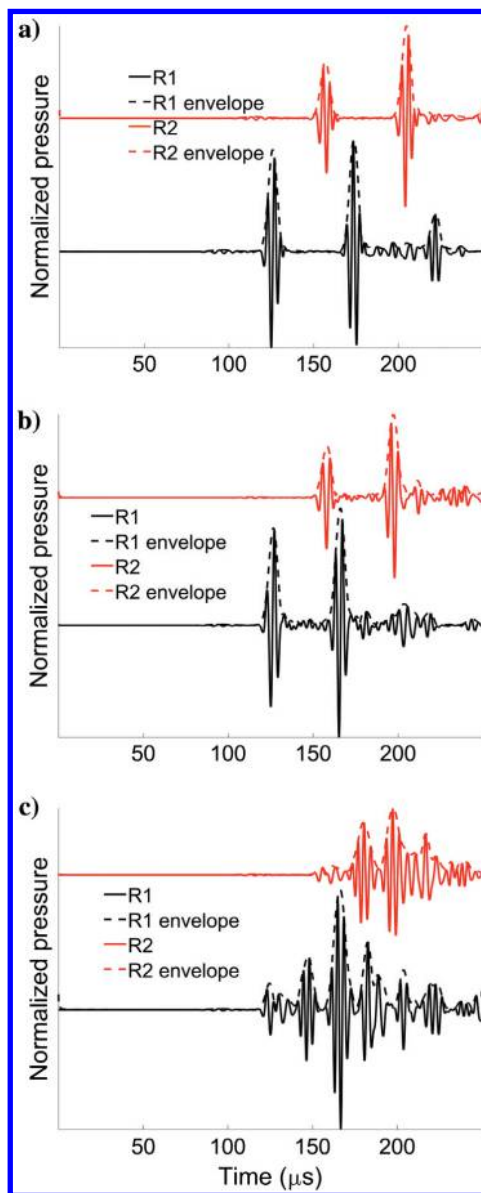 a)
Normalized pressure
R1
R1 envelope
R2
R2 envelope
50 100 150 200
b)
Normalized pressure
R1
R1 envelope
R2
R2 envelope
50 100 150 200
c)
Normalized pressure
R1
R1 envelope
R2
R2 envelope
50 100 150 200
Time (μs)